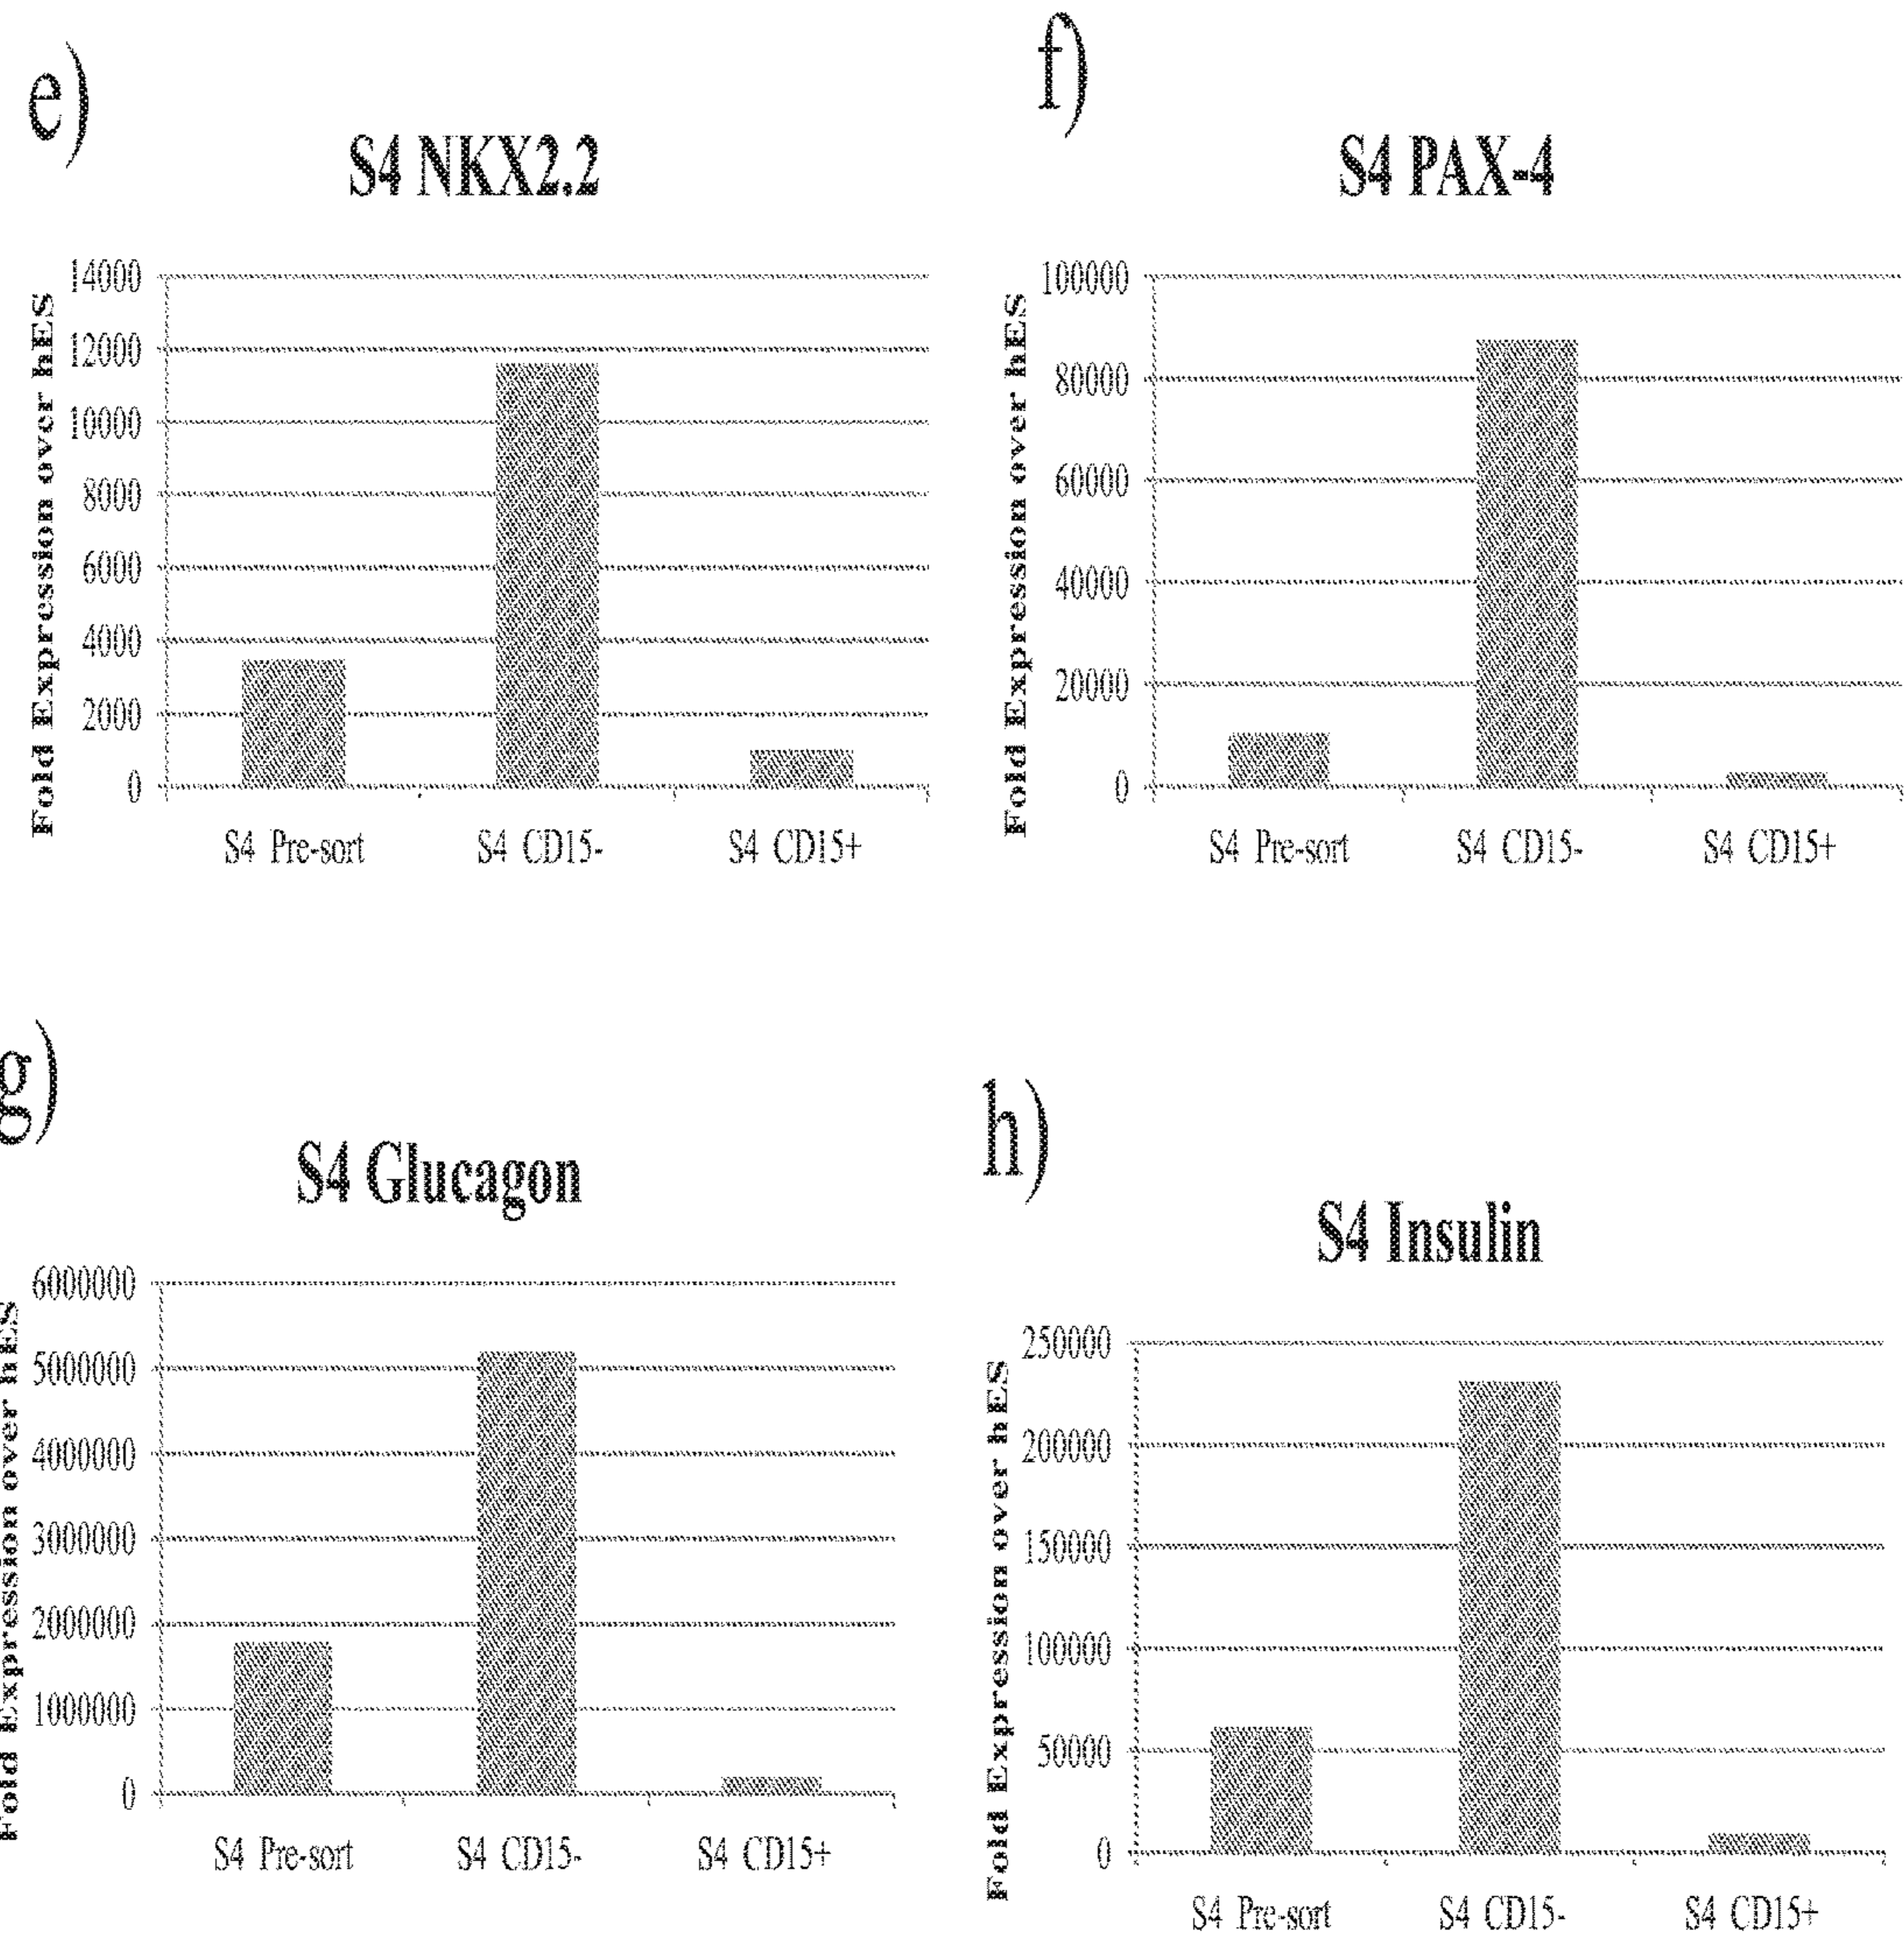 e)
S4 NKX2.2
Fold Expression over hES
14000
12000
10000
8000
6000
4000
2000
0
S4 Pre-sort S4 CD15- S4 CD15+
f)
S4 PAX-4
Fold Expression over hES
100000
80000
60000
40000
20000
0
S4 Pre-sort S4 CD15- S4 CD15+
g)
S4 Glucagon
Fold Expression over hES
6000000
5000000
4000000
3000000
2000000
1000000
0
S4 Pre-sort S4 CD15- S4 CD15+
h)
S4 Insulin
Fold Expression over hES
250000
200000
150000
100000
50000
0
S4 Pre-sort S4 CD15- S4 CD15+